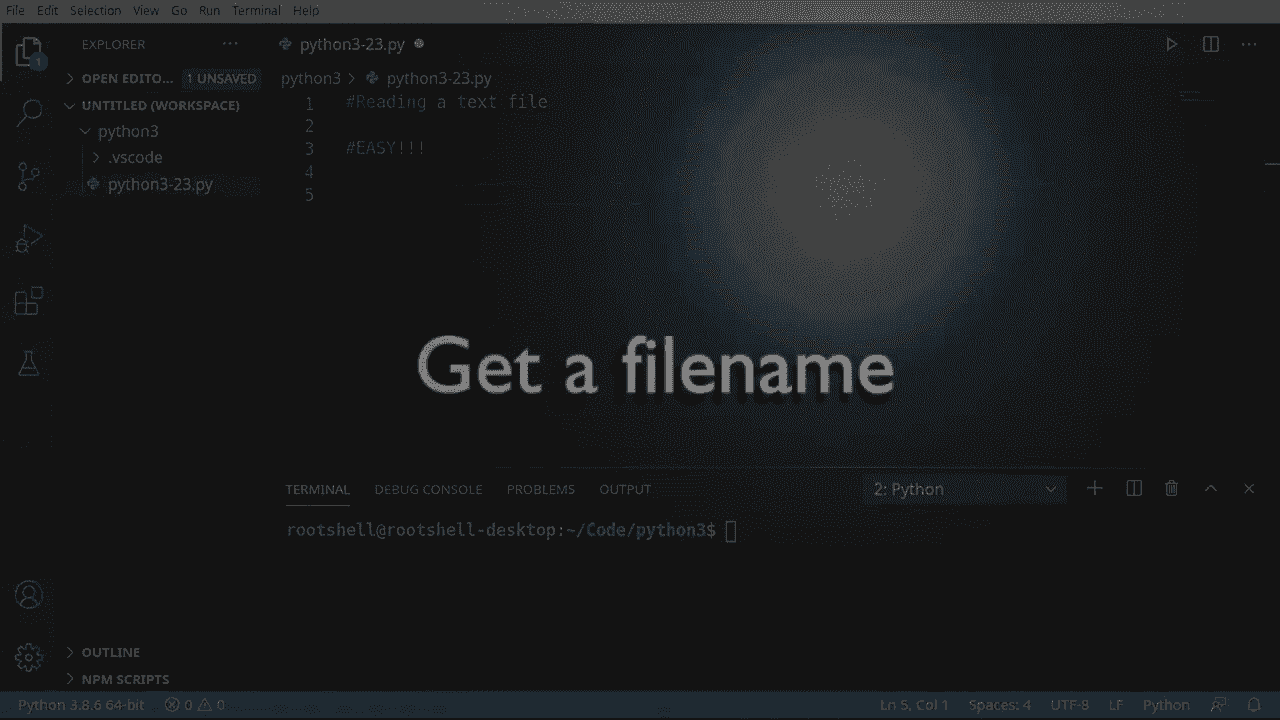 File Edit Selection View Go Run Terminal Help
EXPLORER ...
python3-23.py
1
OPEN EDITO... 1 UNSAVED
python3 > python3-23.py
UNTITLED (WORKSPACE)
python3
.vscode
python3-23.py
1 #Reading a text file
2
3 #EASY!!!
4
5
Get a filename
TERMINAL DEBUG CONSOLE PROBLEMS OUTPUT 2: Python
rootshell@rootshell-desktop:~/Code/python3$
OUTLINE
NPM SCRIPTS
Python 3.8.6 64-bit 0 0 Ln 5, Col 1 Spaces: 4 UTF-8 LF Python